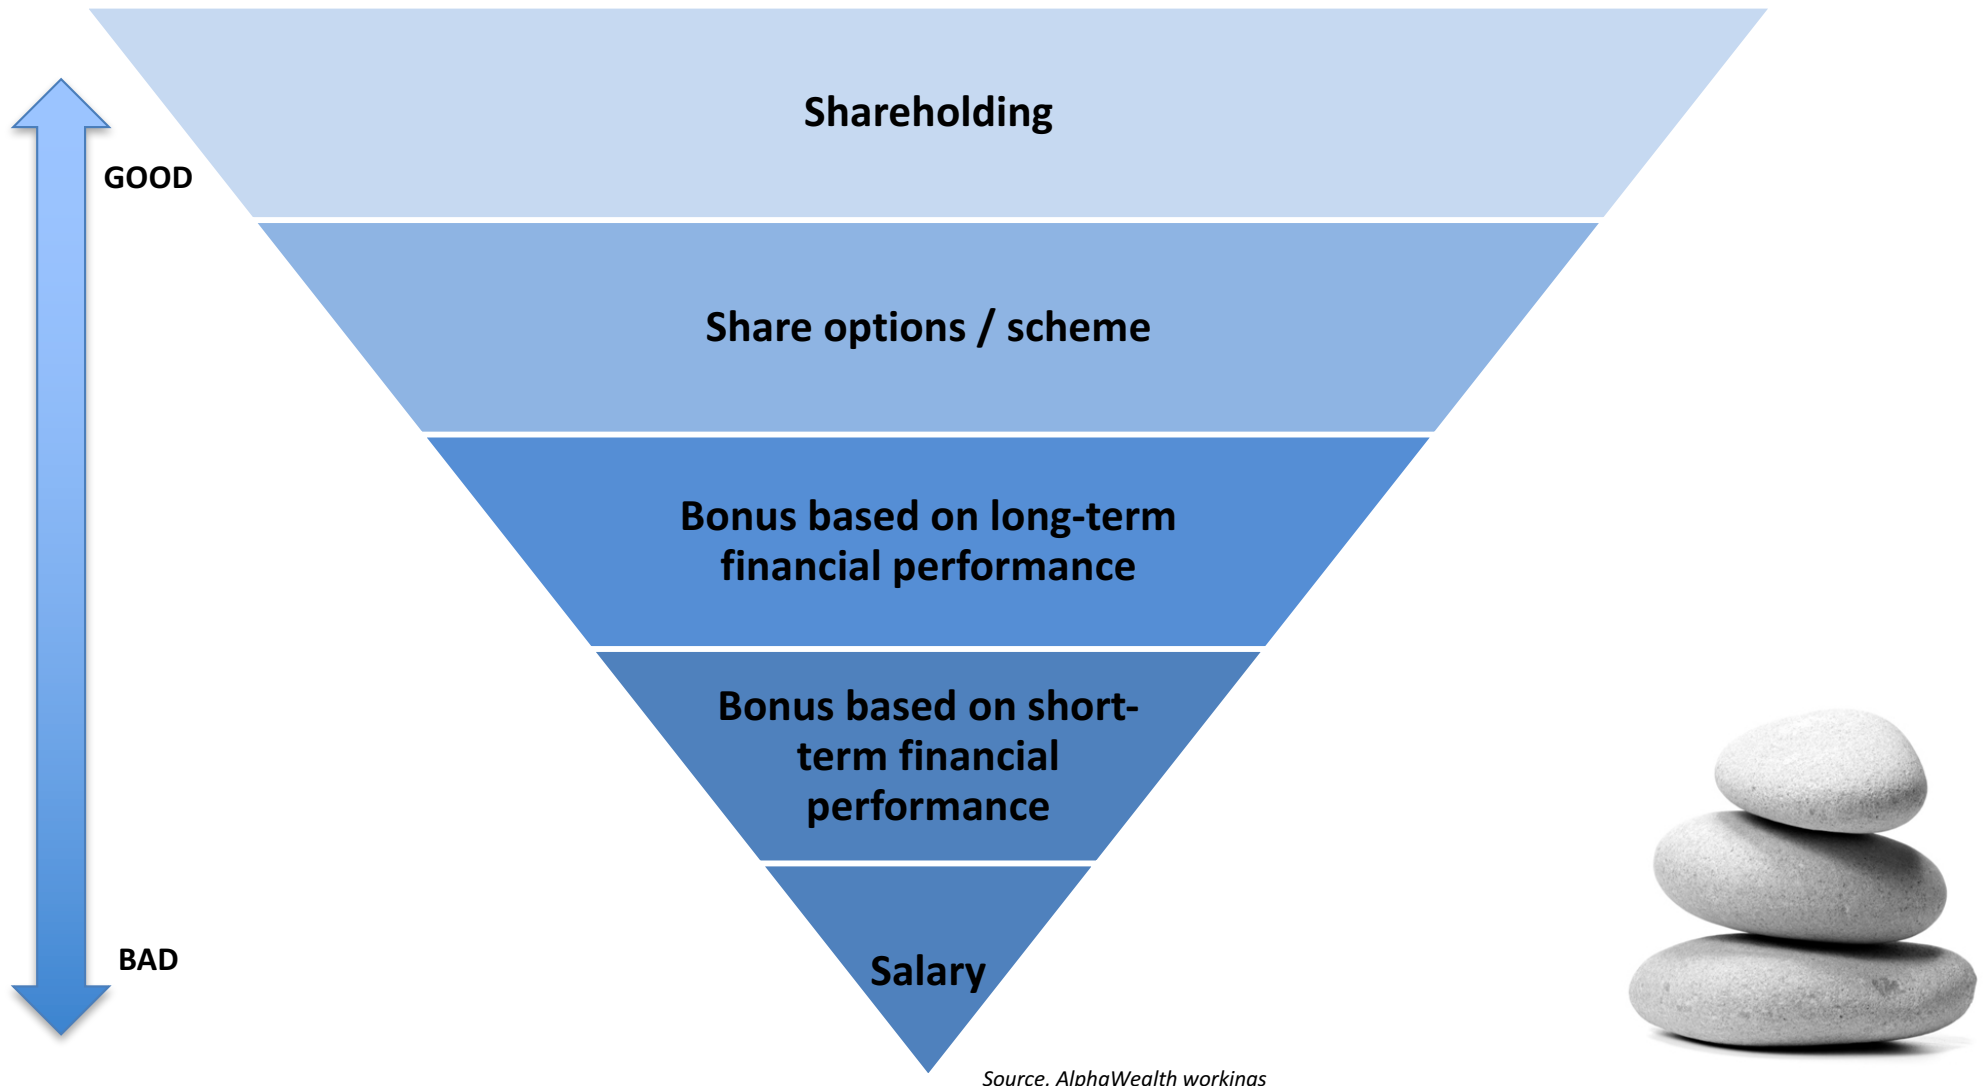 Shareholding
GOOD
Share options / scheme
Bonus based on long-term
financial performance
Bonus based on short-
term financial
performance
BAD
Salary
Source. AlphaWealth workings